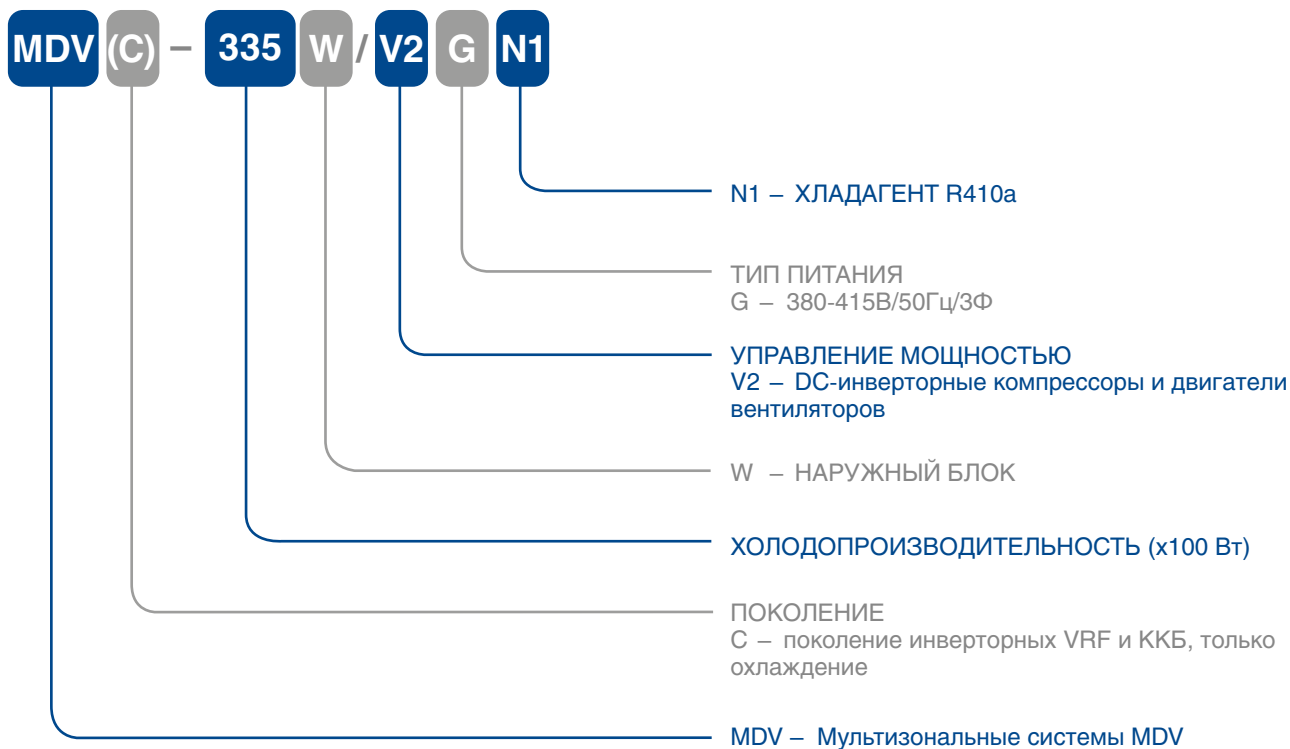 MDV (C) – 335 W / V2 G N1
N1 – ХЛАДАГЕНТ R410a
ТИП ПИТАНИЯ
G – 380-415В/50Гц/3Ф
УПРАВЛЕНИЕ МОЩНОСТЬЮ
V2 – DC-инверторные компрессоры и двигатели
вентиляторов
W – НАРУЖНЫЙ БЛОК
ХОЛОДОПРОИЗВОДИТЕЛЬНОСТЬ (х100 Вт)
ПОКОЛЕНИЕ
С – поколение инверторных VRF и ККБ, только
охлаждение
MDV – Мультизональные системы MDV